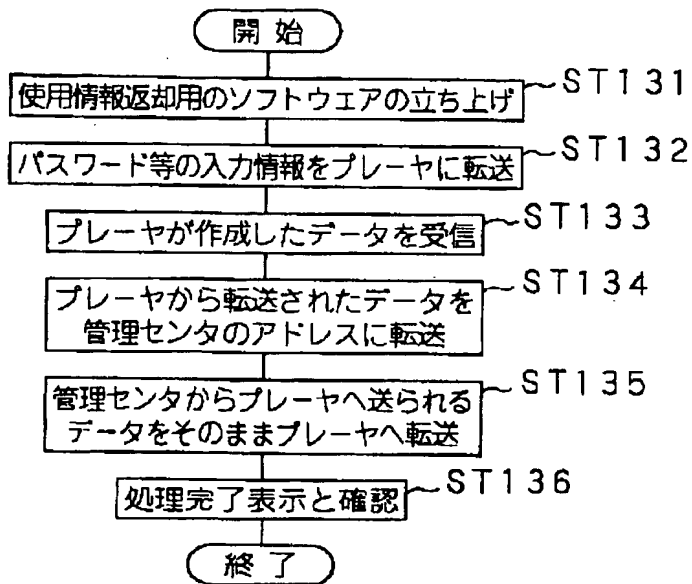 開始
使用情報返却用のソフトウェアの立ち上げ ST131
パスワード等の入力情報をプレーヤに転送 ST132
プレーヤが作成したデータを受信 ST133
プレーヤから転送されたデータを ST134
管理センタのアドレスに転送
管理センタからプレーヤへ送られる ST135
データをそのままプレーヤへ転送
処理完了表示と確認 ST136
終了